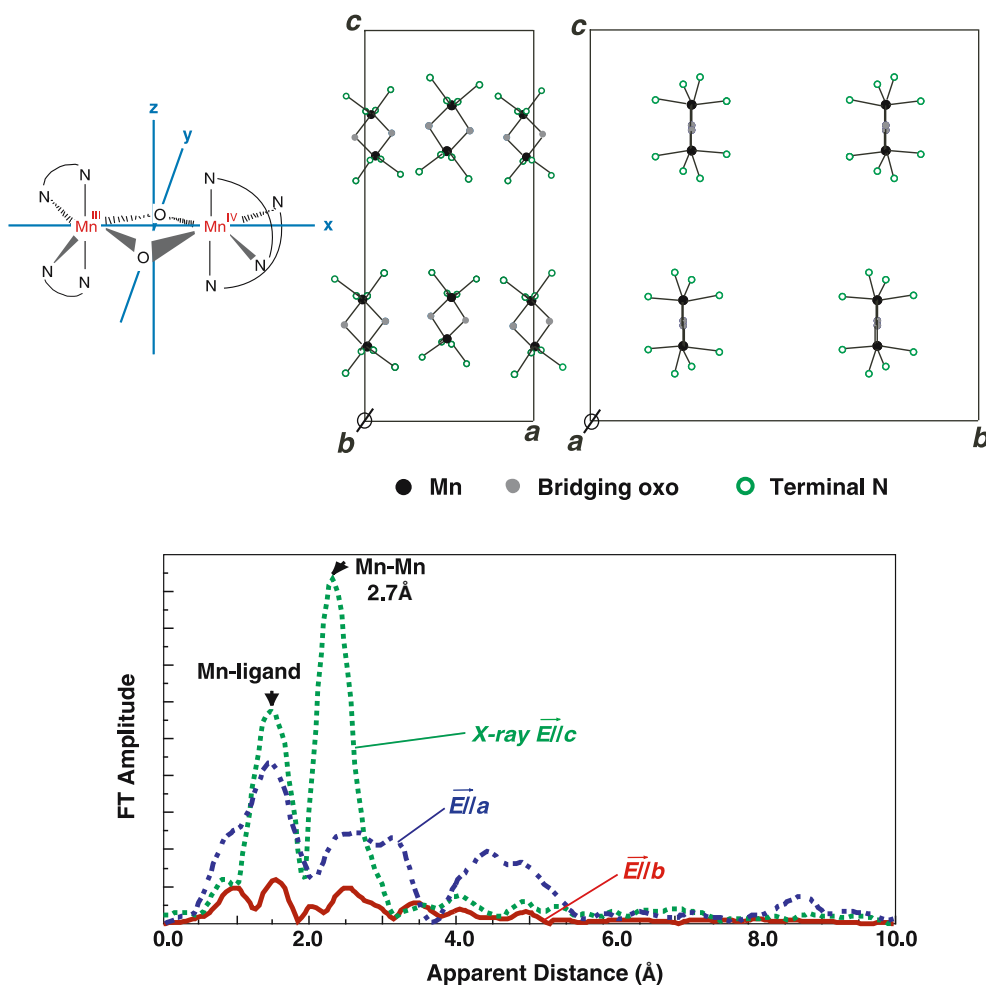 z
y
x
N
N
N
N
Mn III
O
O
Mn IV
N
N
N
N
c
b
a
c
a
b
Mn
Bridging oxo
Terminal N
Mn-Mn
2.7Å
Mn-ligand
X-ray E//c
E//a
E//b
FT Amplitude
0.0 2.0 4.0 6.0 8.0 10.0
Apparent Distance (Å)